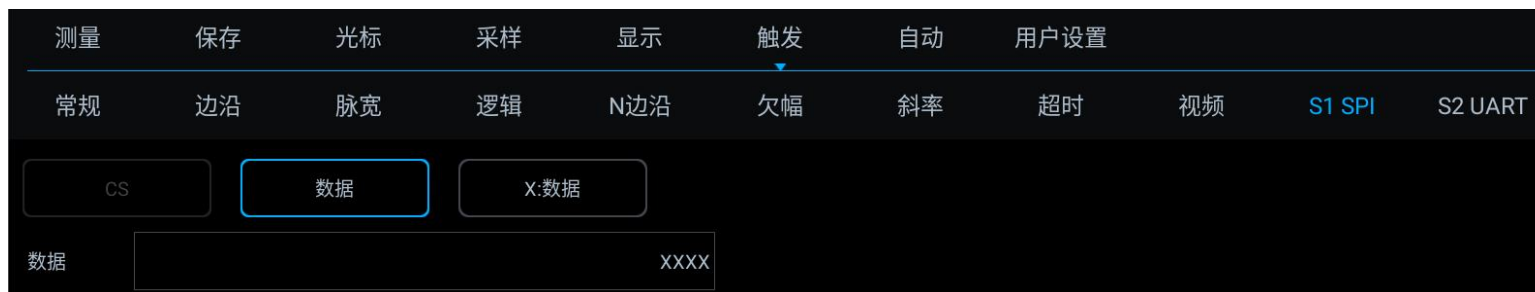 测量 保存 光标 采样 显示 触发 自动 用户设置
常规 边沿 脉宽 逻辑 N边沿 欠幅 斜率 超时 视频 S1 SPI S2 UART
CS 数据 X:数据
数据 XXXX